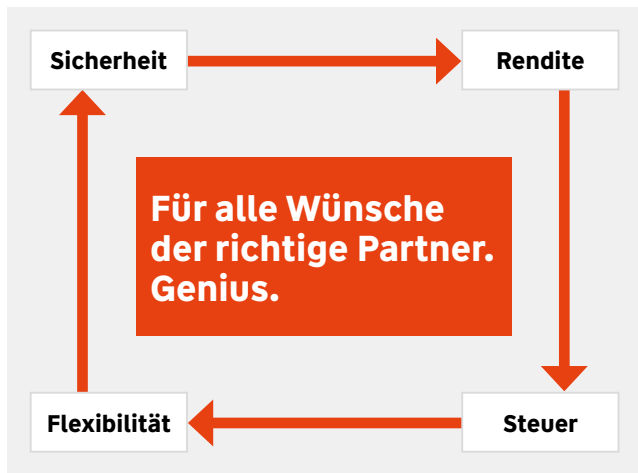 Sicherheit
Rendite
Für alle Wünsche
der richtige Partner.
Genius.
Flexibilität
Steuer